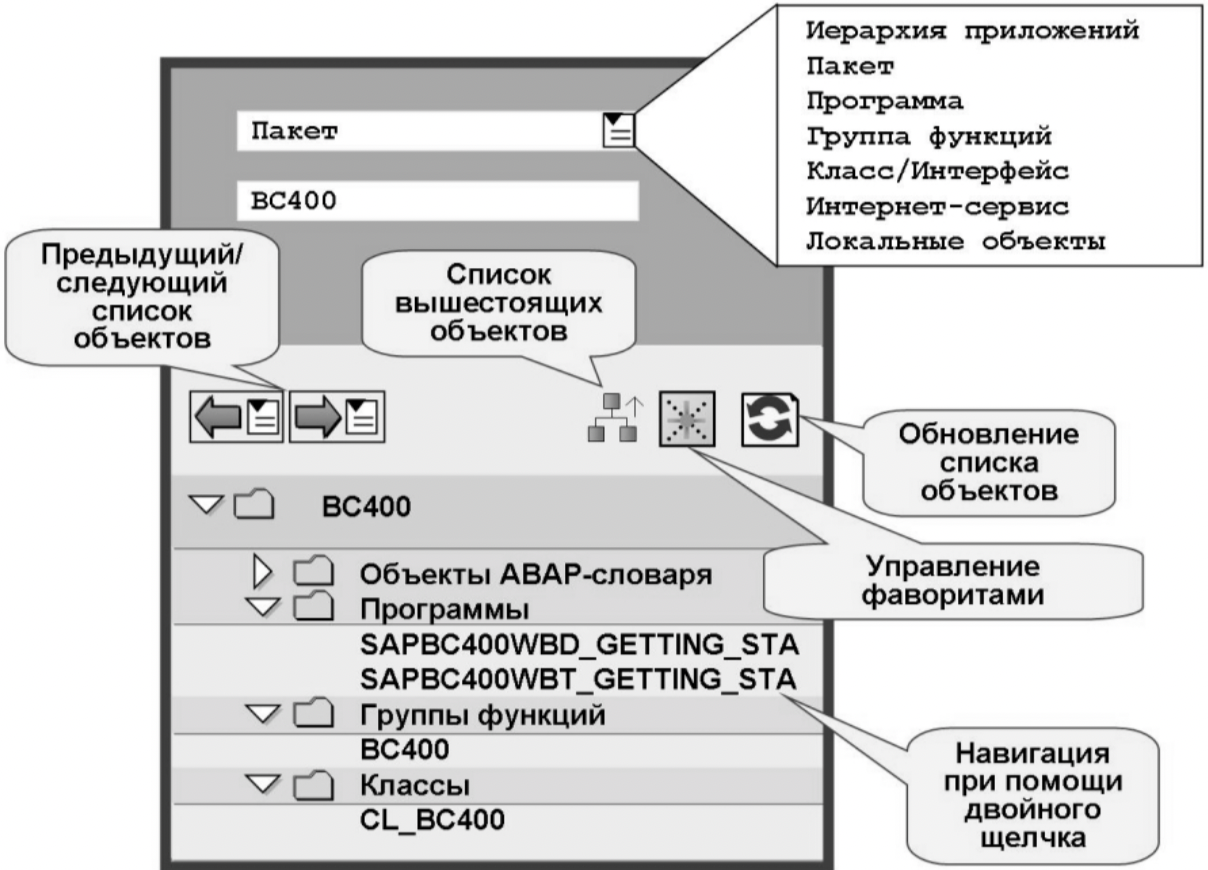 Иерархия приложений
Пакет
Программа
Группа функций
Класс/Интерфейс
Интернет-сервис
Локальные объекты
Пакет
BC400
Предыдущий/
следующий
список
объектов
Список
вышестоящих
объектов
Обновление
списка
объектов
Управление
фаворитами
BC400
Объекты ABAP-словаря
Программы
SAPBC400WBD_GETTING_STA
SAPBC400WBT_GETTING_STA
Группы функций
BC400
Классы
CL_BC400
Навигация
при помощи
двойного
щелчка